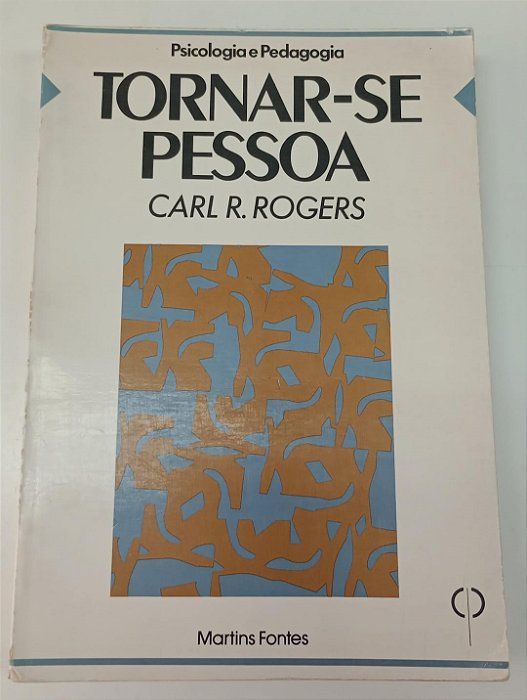 Psicologia e Pedagogia
TORNAR-SE
PESSOA
CARL R. ROGERS
Martins Fontes